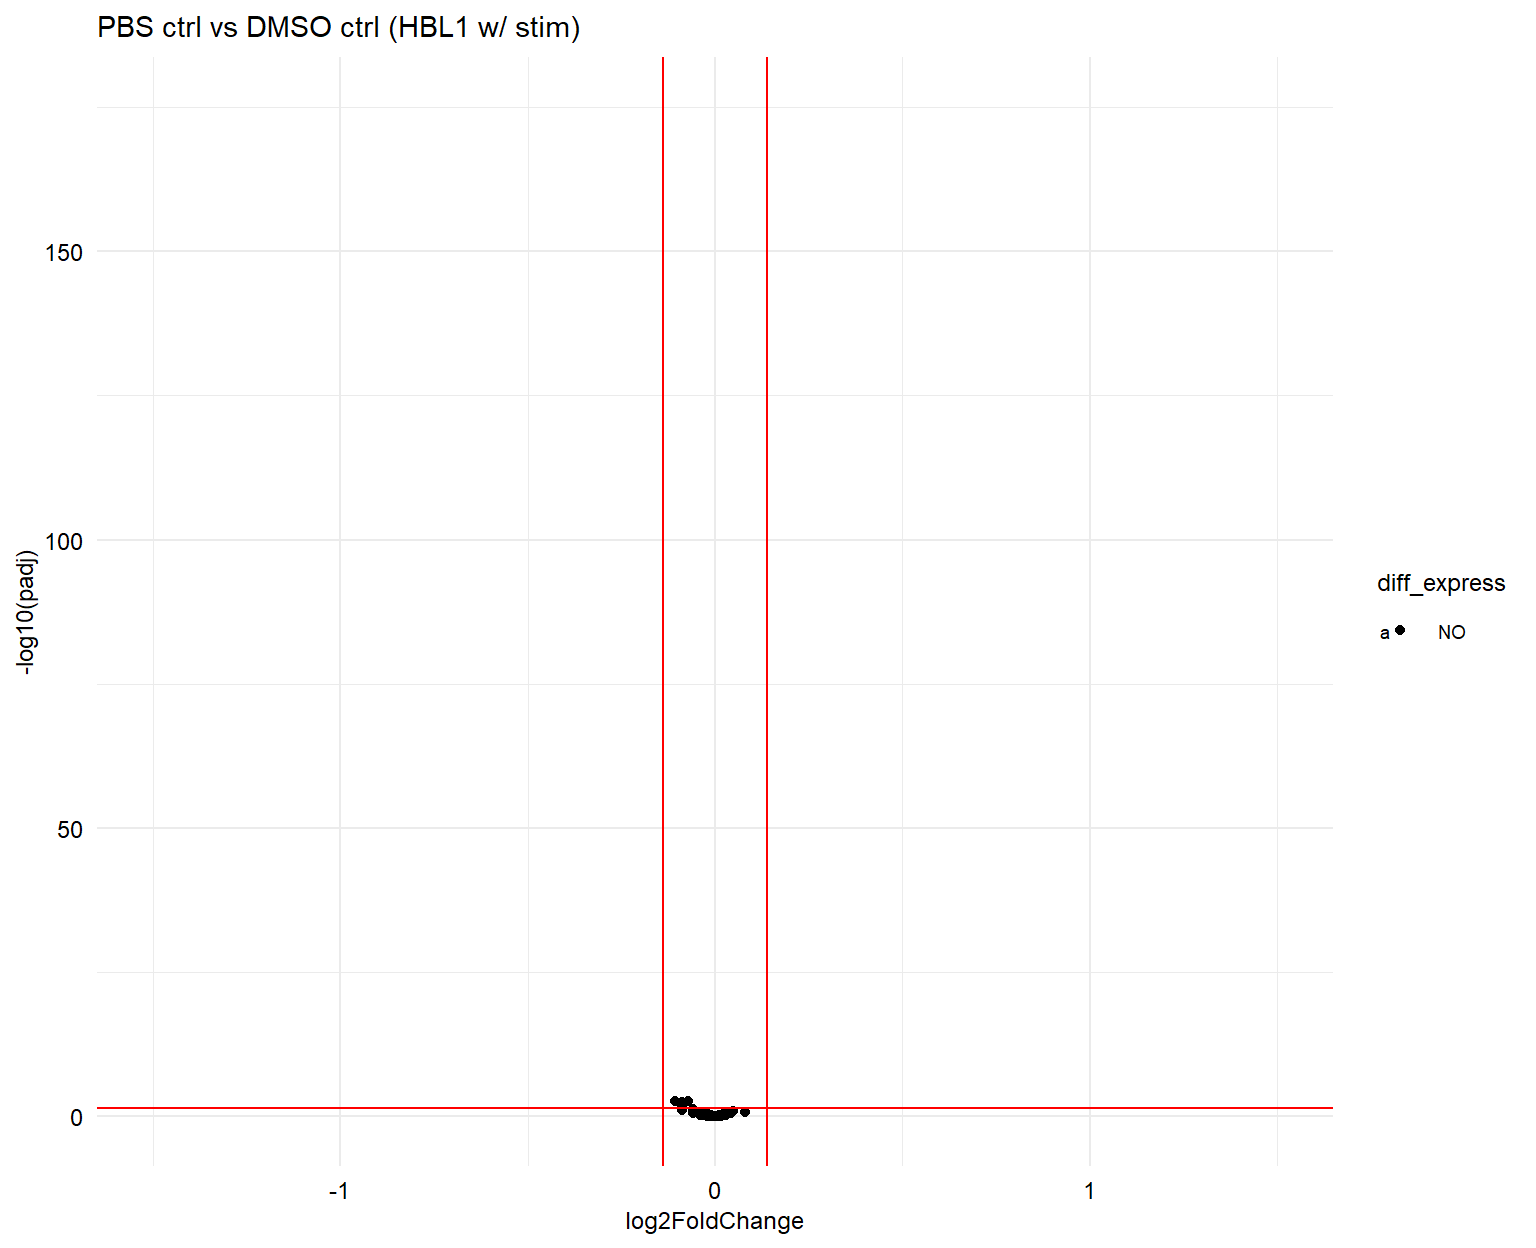 PBS ctrl vs DMSO ctrl (HBL1 w/ stim)
150
100
50
0
-log10(padj)
-1
0
1
log2FoldChange
diff_express
a NO